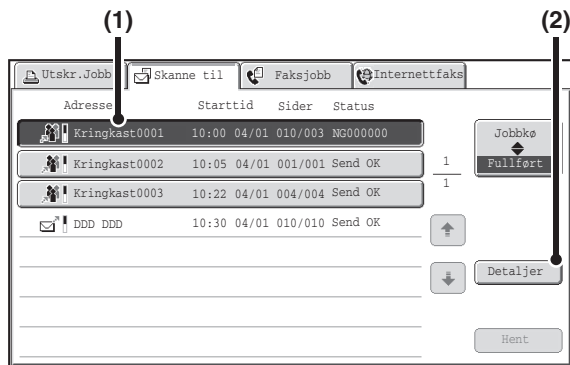 (1) (2)
Utskr.Jobb Skanne til Faksjobb Internettfaks
Adresse Starttid Sider Status
Kringkast0001 10:00 04/01 010/003 NG000000
Jobbkø
Fullført
Kringkast0002 10:05 04/01 001/001 Send OK
1
1
Kringkast0003 10:22 04/01 004/004 Send OK
DDD DDD 10:30 04/01 010/010 Send OK
Detaljer
Hent